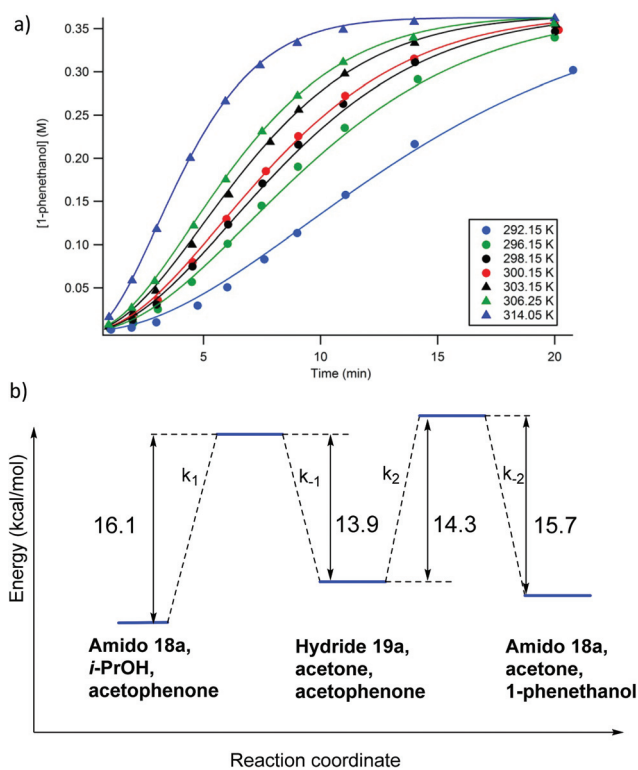 a)
[1-phenethanol] (M)
0.35
0.30
0.25
0.20
0.15
0.10
0.05
5
10
15
20
Time (min)
292.15 K
296.15 K
298.15 K
300.15 K
303.15 K
306.25 K
314.05 K
b)
Energy (kcal/mol)
k1
k-1
k2
k-2
16.1
13.9
14.3
15.7
Amido 18a,
i-PrOH,
acetophenone
Hydride 19a,
acetone,
acetophenone
Amido 18a,
acetone,
1-phenethanol
Reaction coordinate